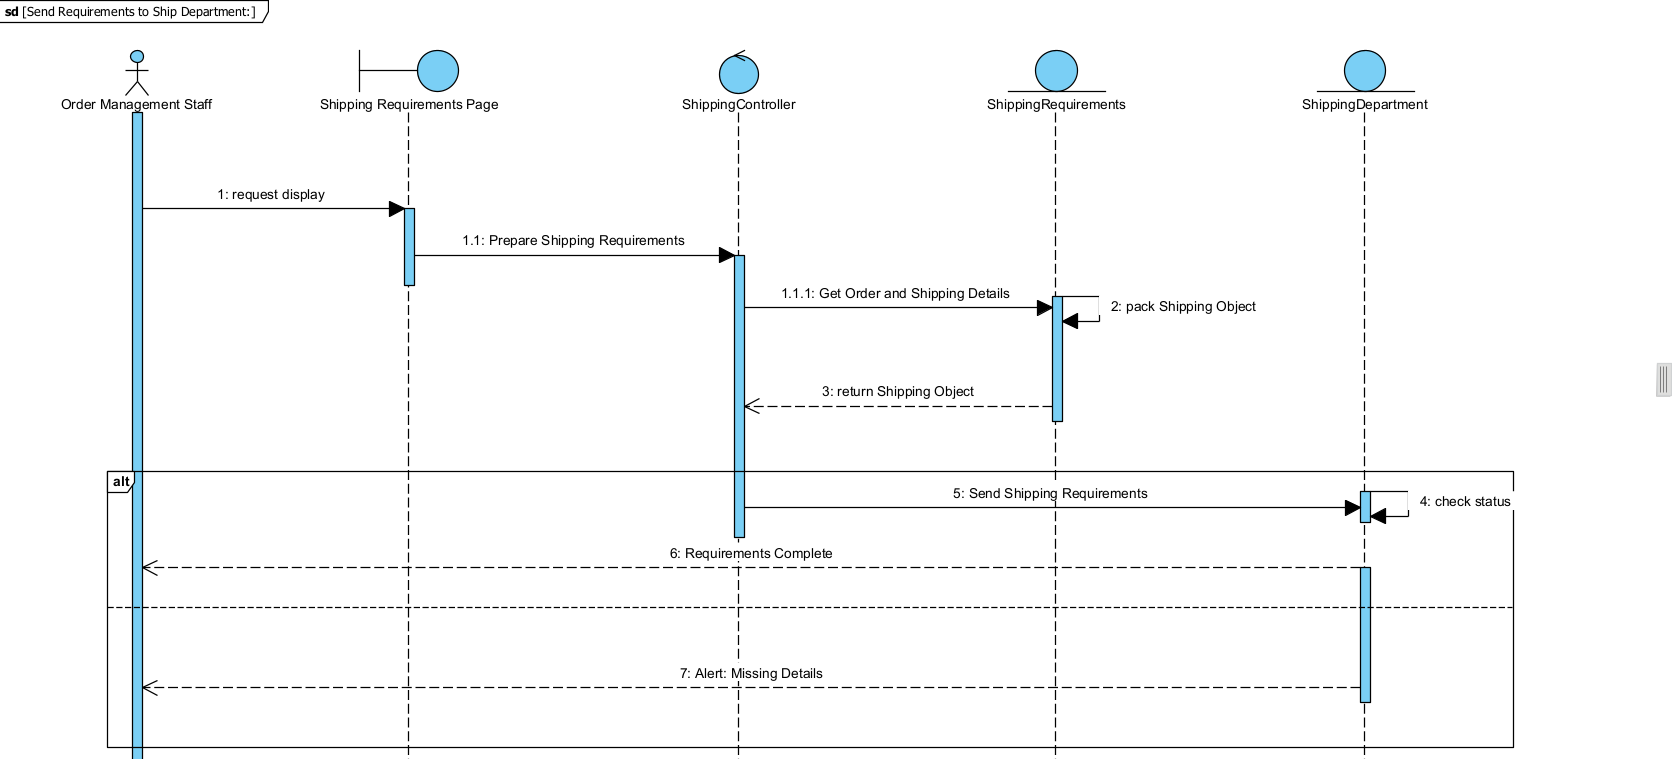 sd [Send Requirements to Ship Department:]
Order Management Staff
Shipping Requirements Page
ShippingController
ShippingRequirements
ShippingDepartment
1: request display
1.1: Prepare Shipping Requirements
1.1.1: Get Order and Shipping Details
2: pack Shipping Object
3: return Shipping Object
alt
5: Send Shipping Requirements
4: check status
6: Requirements Complete
7: Alert: Missing Details